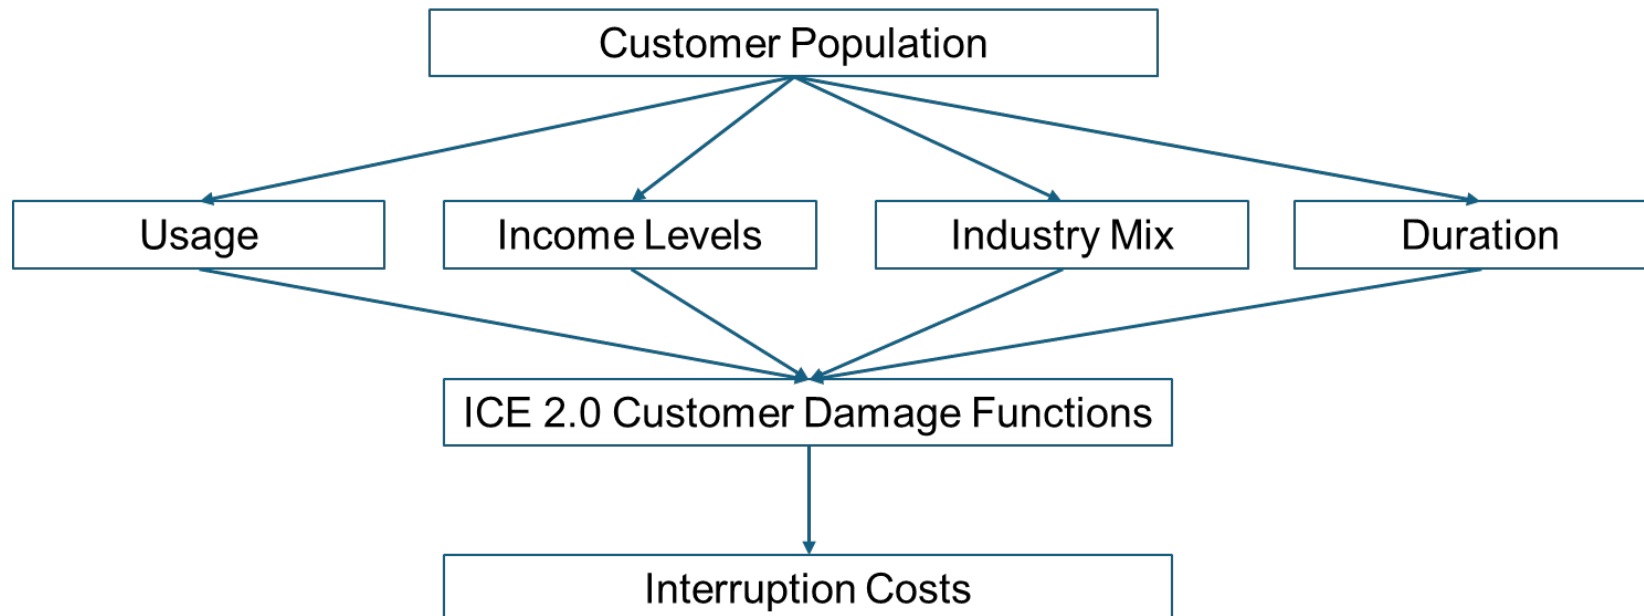 Customer Population
Usage
Income Levels
Industry Mix
Duration
ICE 2.0 Customer Damage Functions
Interruption Costs